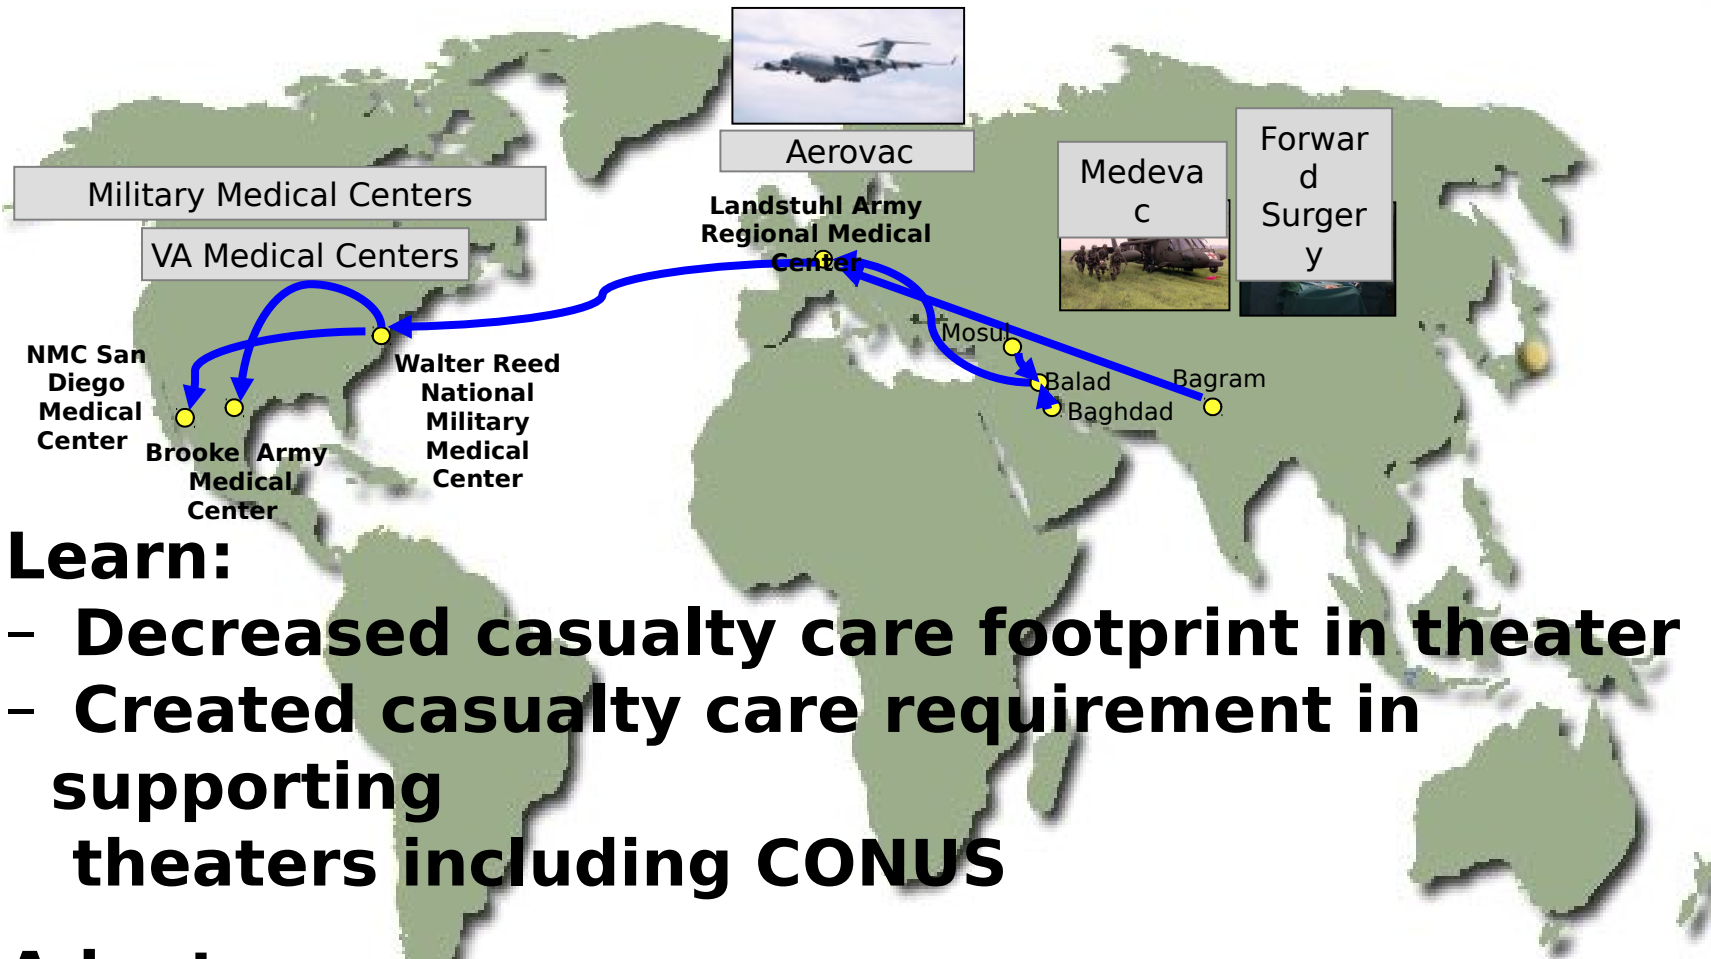 Aerovac
Forwar
d
Surger
y
Medeva
c
Military Medical Centers
VA Medical Centers
Landstuhl Army
Regional Medical
Center
Mosul
Balad
Baghdad
Bagram
NMC San
Diego
Medical
Center
Walter Reed
National
Military
Medical
Center
Brooke Army
Medical
Center
Learn:
– Decreased casualty care footprint in theater
– Created casualty care requirement in
supporting
theaters including CONUS